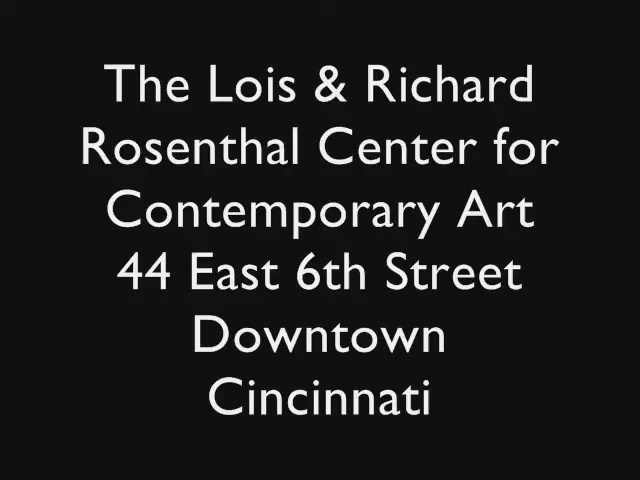 The Lois & Richard
Rosenthal Center for
Contemporary Art
44 East 6th Street
Downtown
Cincinnati